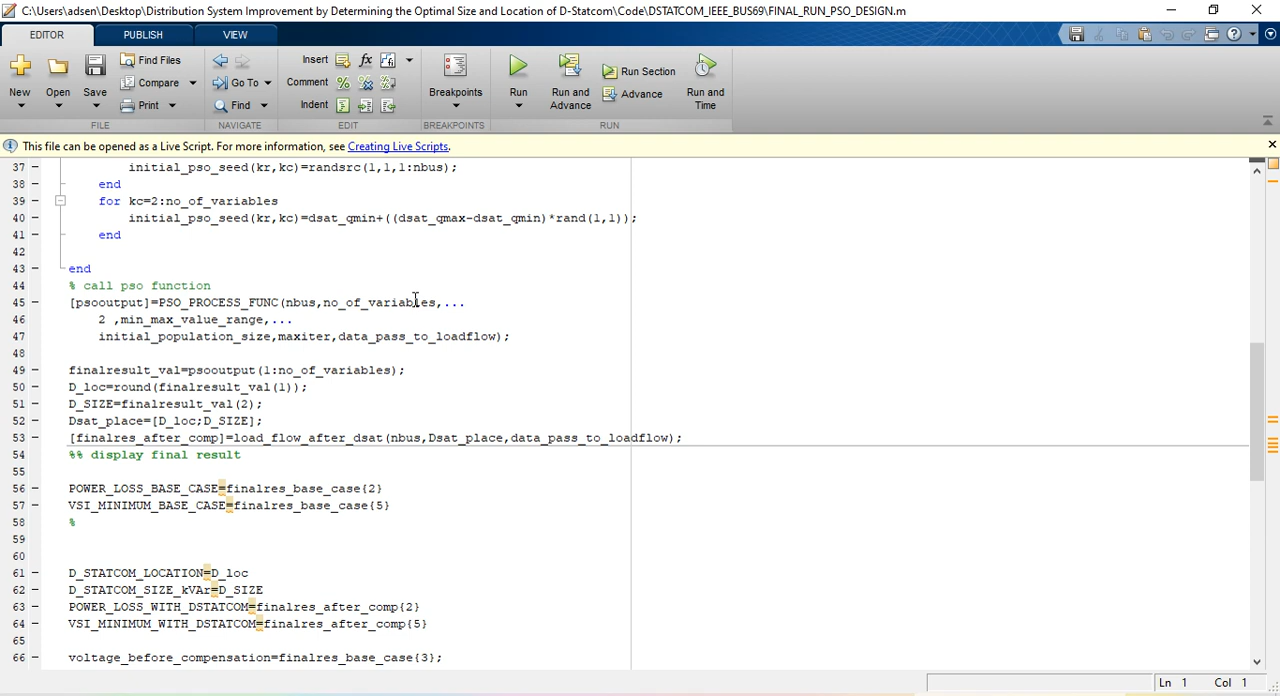 C:\Users\adsen\Desktop\Distribution System Improvement by Determining the Optimal Size and Location of D-Statcom\Code\DSTATCOM_IEEE_BUS69\FINAL_RUN_PSO_DESIGN.m
EDITOR PUBLISH VIEW
New Open Save Find Files Compare Print Go To Find Insert Comment Indent Breakpoints Run Run and Advance Run Section Advance Run and Time
FILE NAVIGATE EDIT BREAKPOINTS RUN
This file can be opened as a Live Script. For more information, see Creating Live Scripts.
37 initial_pso_seed(kr,kc)=randsrc(1,1,1:nbus);
38 end
39 for kc=2:no_of_variables
40 initial_pso_seed(kr,kc)=dsat_qmin+((dsat_qmax-dsat_qmin)*rand(1,1));
41 end
42
43 end
44 % call pso function
45 [psooutput]=PSO_PROCESS_FUNC(nbus,no_of_variables,...
46 2 ,min_max_value_range,...
47 initial_population_size,maxiter,data_pass_to_loadflow);
48
49 finalresult_val=psooutput(1:no_of_variables);
50 D_loc=round(finalresult_val(1));
51 D_SIZE=finalresult_val(2);
52 Dsat_place=[D_loc;D_SIZE];
53 [finalres_after_comp]=load_flow_after_dsat(nbus,Dsat_place,data_pass_to_loadflow);
54 %% display final result
55
56 POWER_LOSS_BASE_CASE=finalres_base_case{2}
57 VSI_MINIMUM_BASE_CASE=finalres_base_case{5}
58 %
59
60
61 D_STATCOM_LOCATION=D_loc
62 D_STATCOM_SIZE_kVAr=D_SIZE
63 POWER_LOSS_WITH_DSTATCOM=finalres_after_comp{2}
64 VSI_MINIMUM_WITH_DSTATCOM=finalres_after_comp{5}
65
66 voltage_before_compensation=finalres_base_case{3};
Ln 1 Col 1